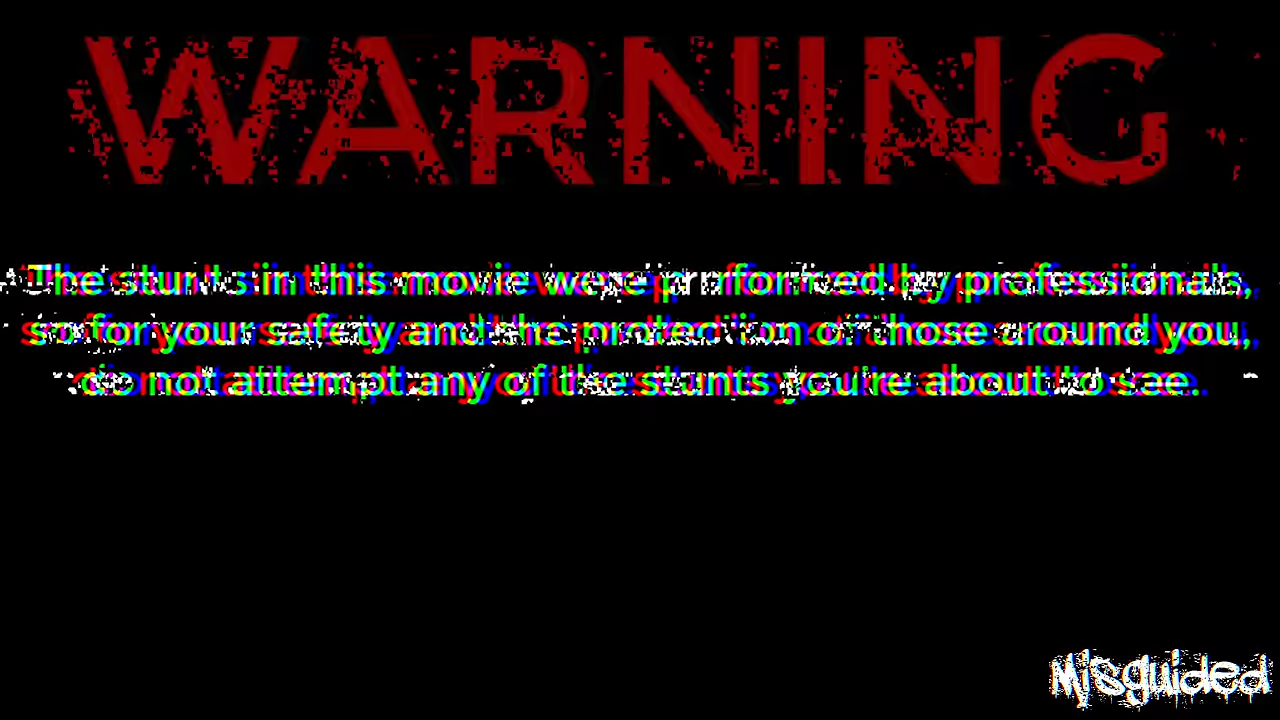 WARNING
The stunts in this movie were prrformed by professionals,
so for your safety and the protection of those around you,
do not attempt any of the stunts you're about to see.
Misguided